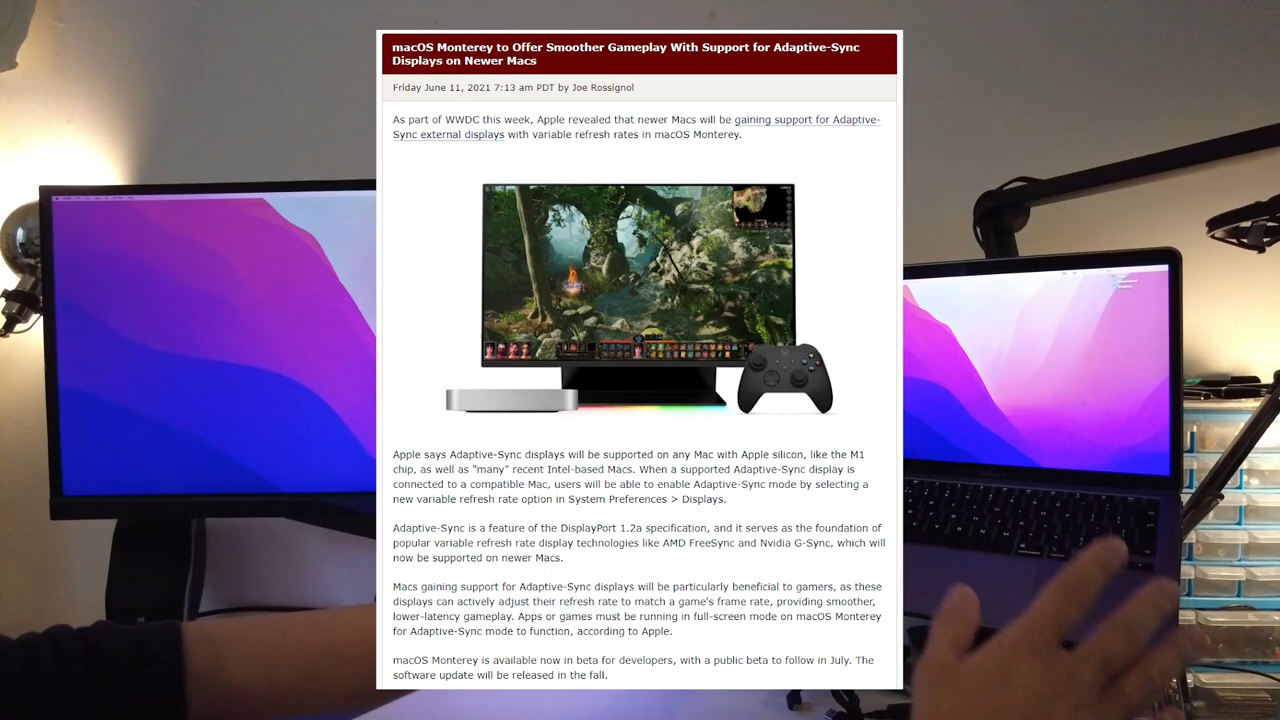 macOS Monterey to Offer Smoother Gameplay With Support for Adaptive-Sync
Displays on Newer Macs
Friday June 11, 2021 7:13 am PDT by Joe Rossignol
As part of WWDC this week, Apple revealed that newer Macs will be gaining support for Adaptive-
Sync external displays with variable refresh rates in macOS Monterey.
Apple says Adaptive-Sync displays will be supported on any Mac with Apple silicon, like the M1
chip, as well as "many" recent Intel-based Macs. When a supported Adaptive-Sync display is
connected to a compatible Mac, users will be able to enable Adaptive-Sync mode by selecting a
new variable refresh rate option in System Preferences > Displays.
Adaptive-Sync is a feature of the DisplayPort 1.2a specification, and it serves as the foundation of
popular variable refresh rate display technologies like AMD FreeSync and Nvidia G-Sync, which will
now be supported on newer Macs.
Macs gaining support for Adaptive-Sync displays will be particularly beneficial to gamers, as these
displays can actively adjust their refresh rate to match a game's frame rate, providing smoother,
lower-latency gameplay. Apps or games must be running in full-screen mode on macOS Monterey
for Adaptive-Sync mode to function, according to Apple.
macOS Monterey is available now in beta for developers, with a public beta to follow in July. The
software update will be released in the fall.